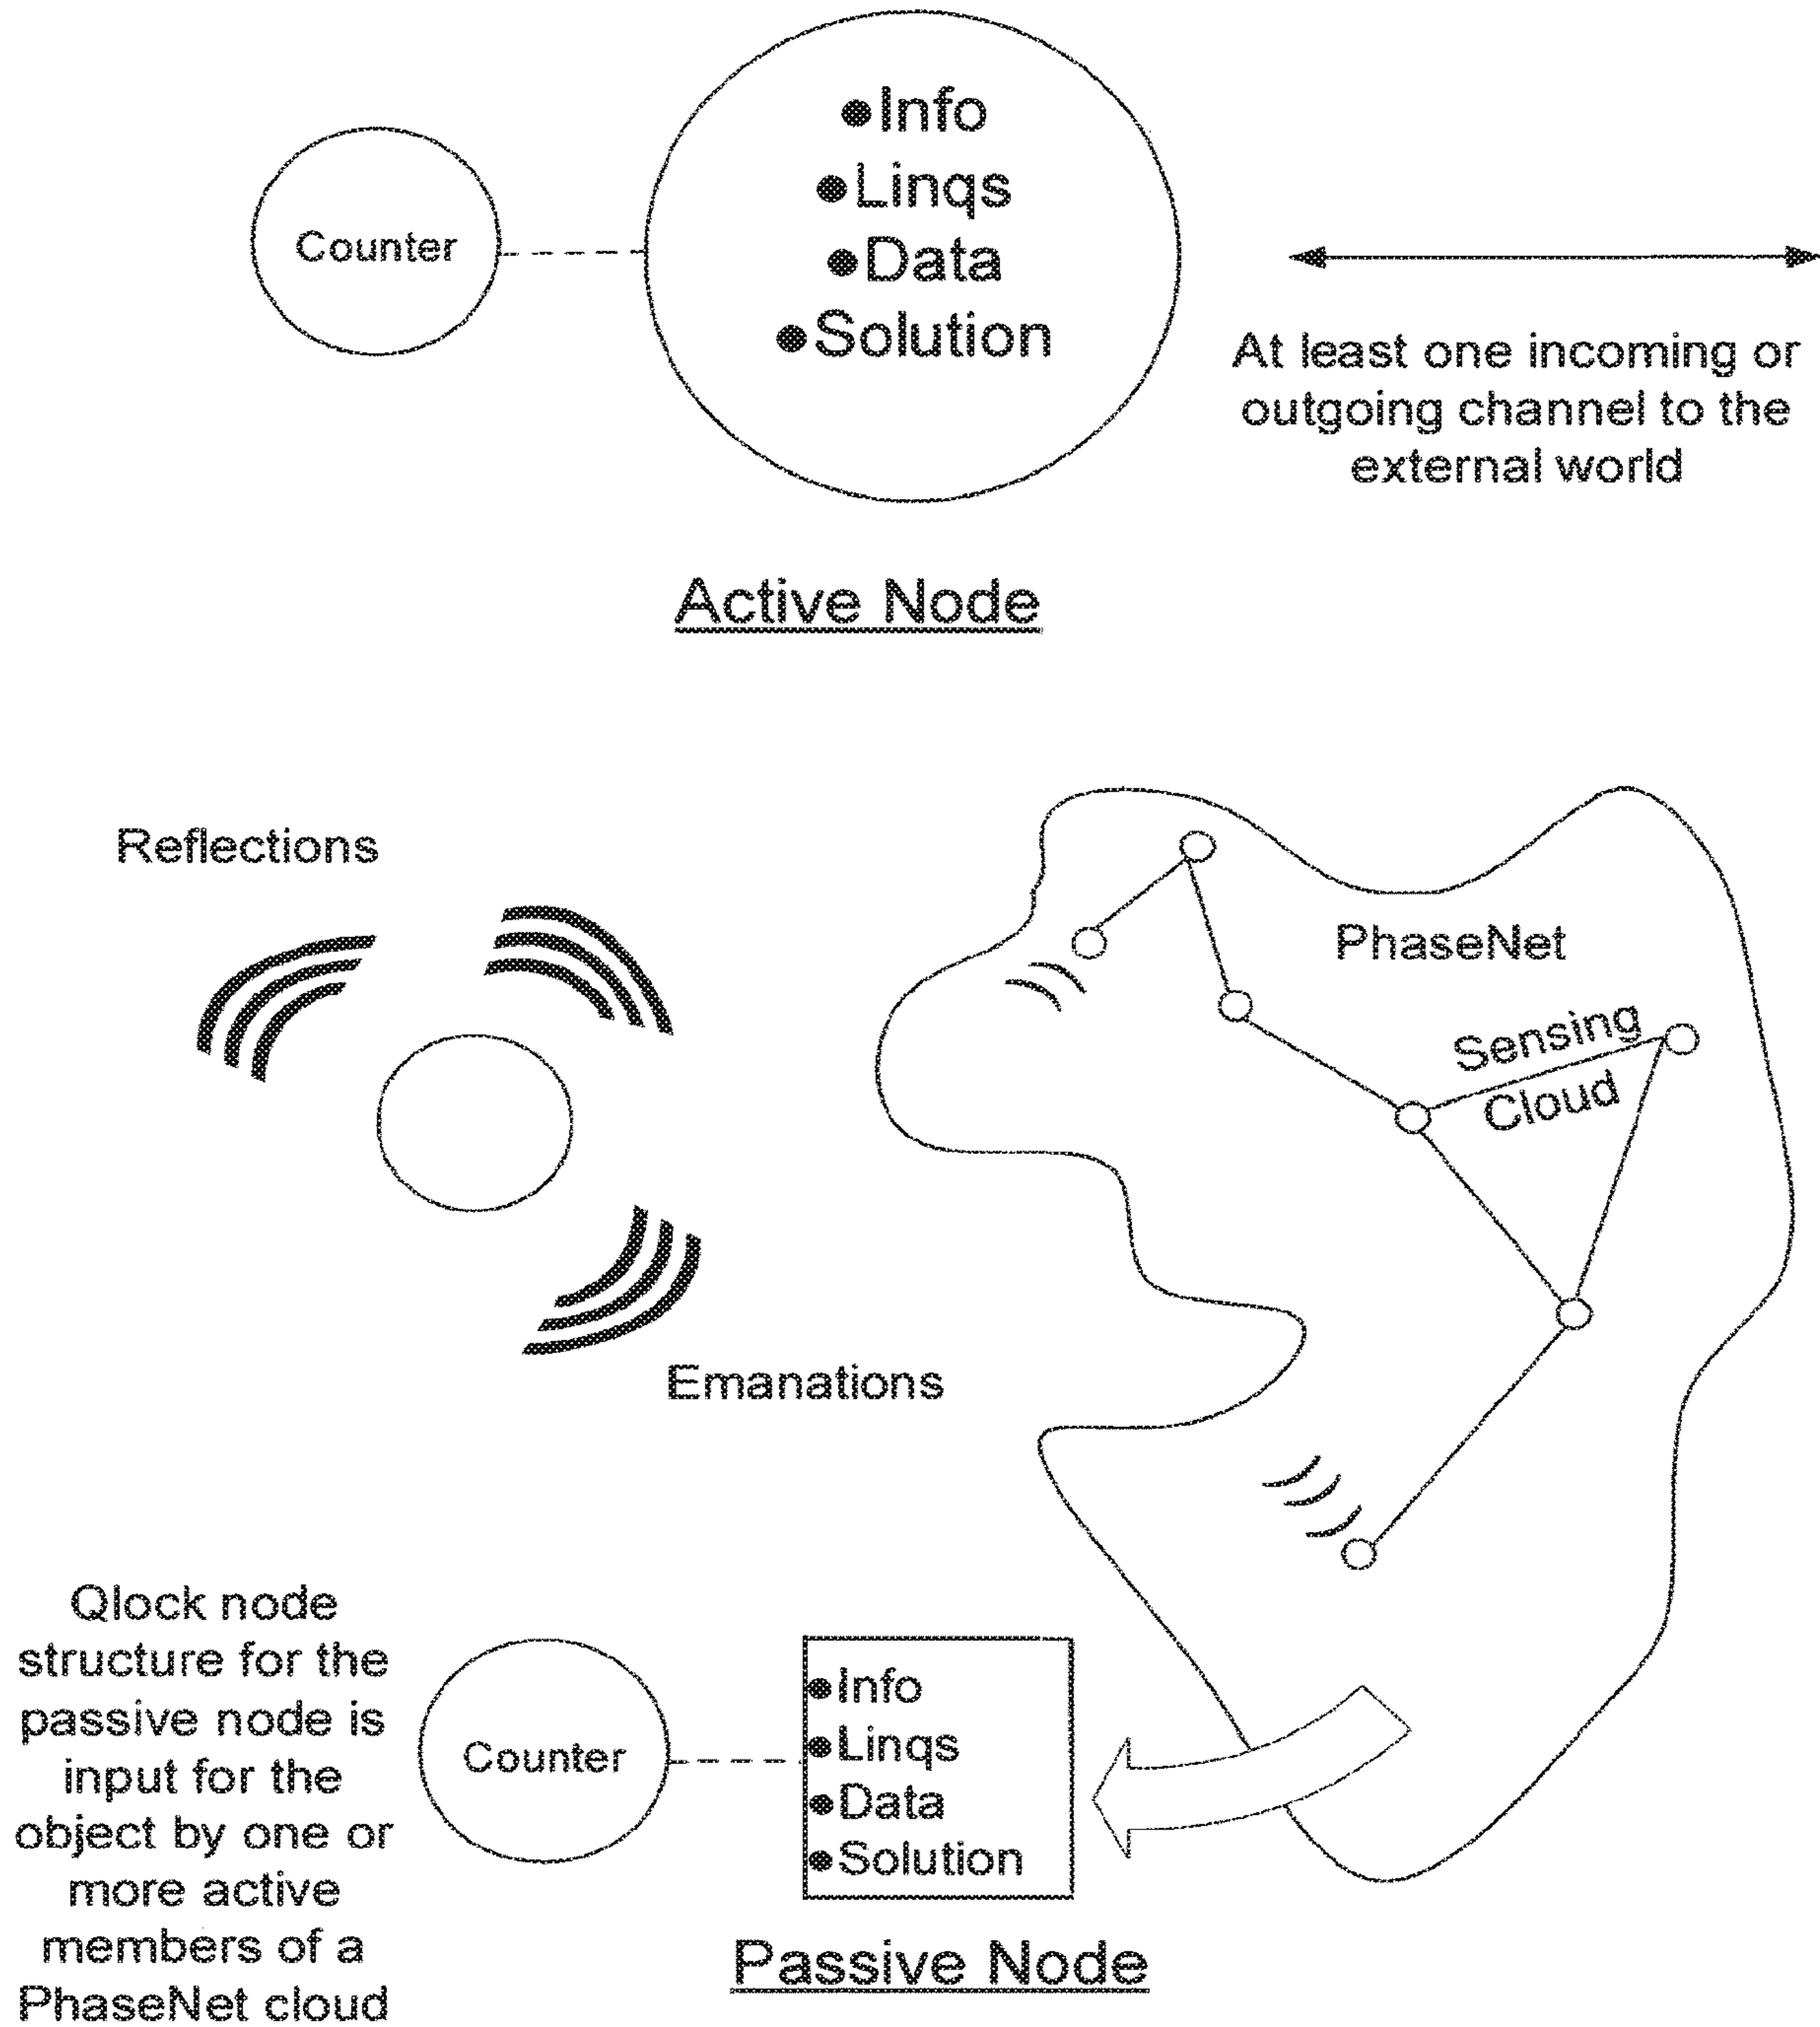 ●Info
●Linqs
●Data
●Solution
Counter
At least one incoming or
outgoing channel to the
external world
Active Node
Reflections
PhaseNet
Sensing
Cloud
Emanations
Qlock node
structure for the
passive node is
input for the
object by one or
more active
members of a
PhaseNet cloud
Counter
●Info
●Linqs
●Data
●Solution
Passive Node